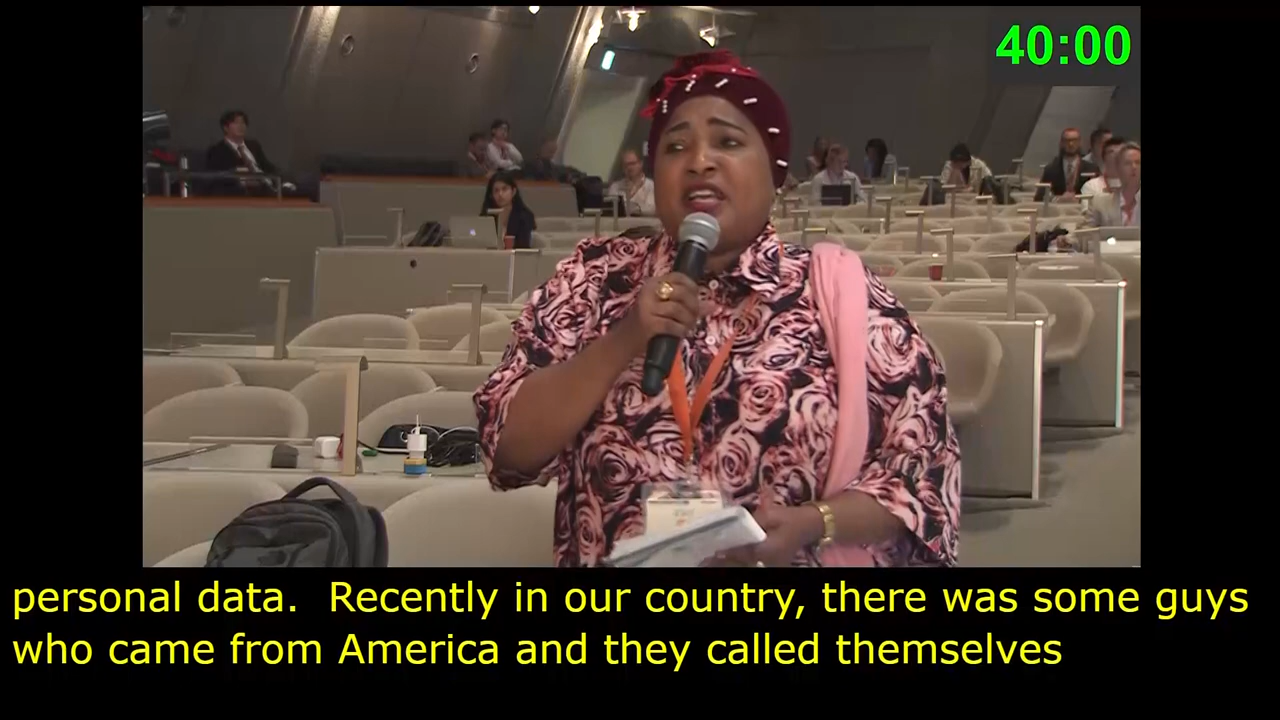 40:00
personal data.  Recently in our country, there was some guys
who came from America and they called themselves